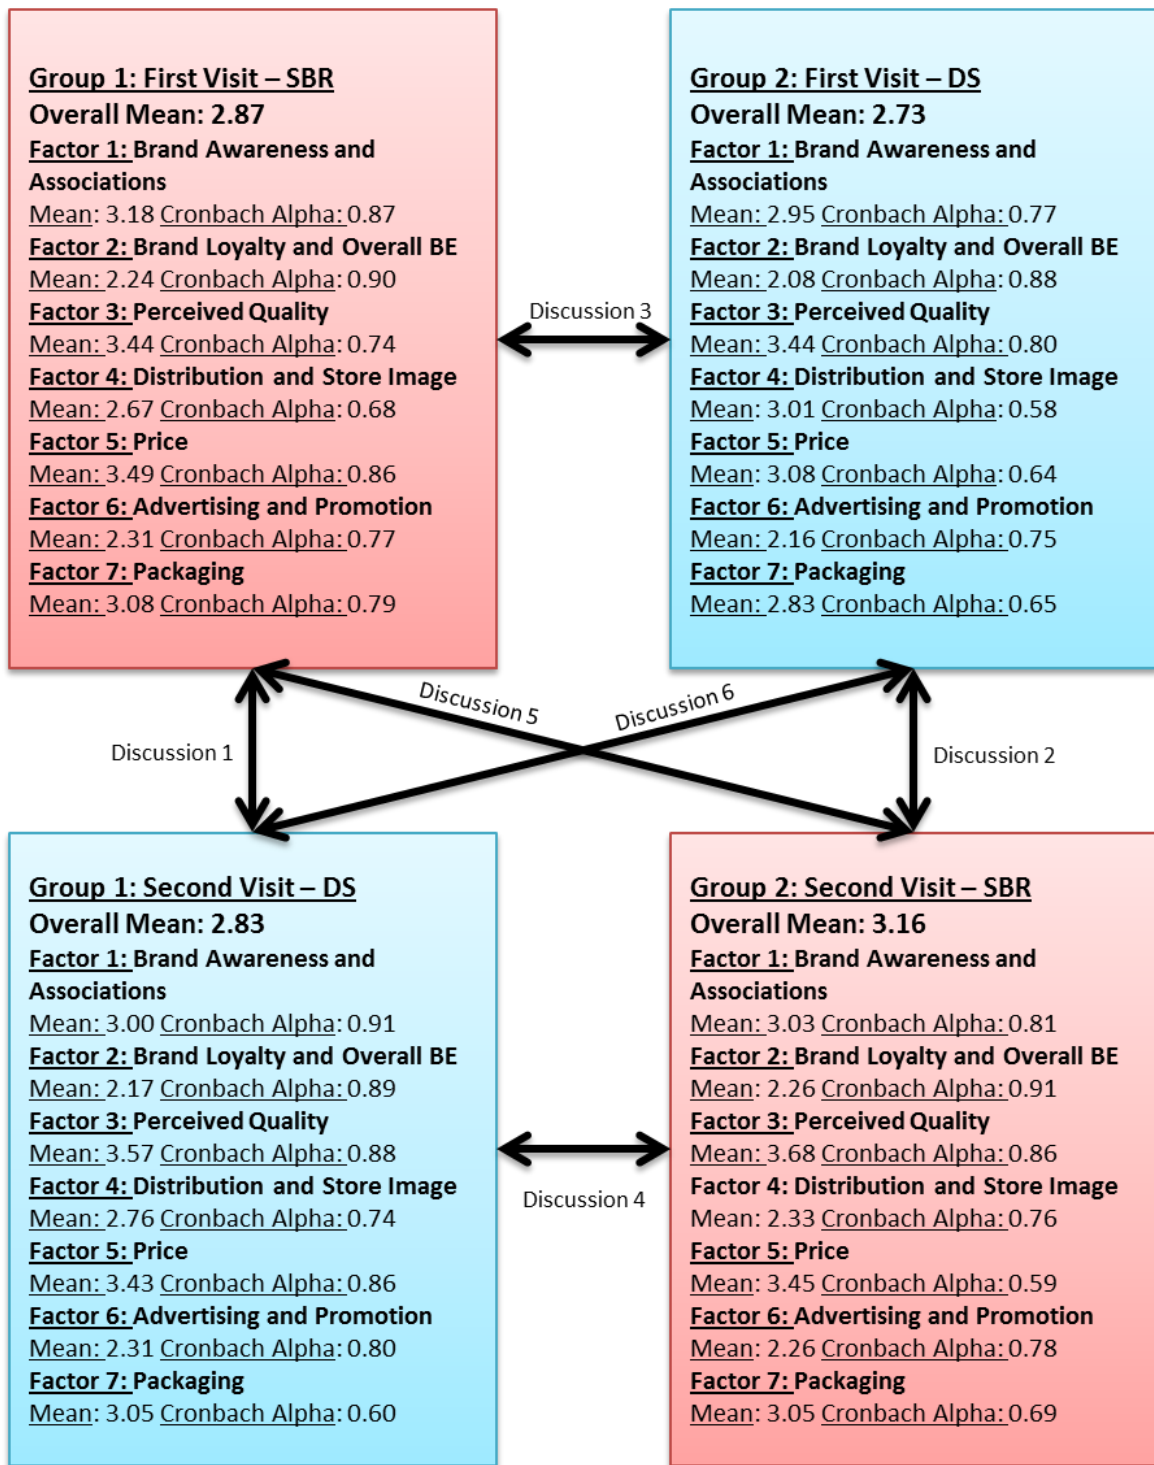 Group 1: First Visit – SBR
Overall Mean: 2.87
Factor 1: Brand Awareness and
Associations
Mean: 3.18 Cronbach Alpha: 0.87
Factor 2: Brand Loyalty and Overall BE
Mean: 2.24 Cronbach Alpha: 0.90
Factor 3: Perceived Quality
Mean: 3.44 Cronbach Alpha: 0.74
Factor 4: Distribution and Store Image
Mean: 2.67 Cronbach Alpha: 0.68
Factor 5: Price
Mean: 3.49 Cronbach Alpha: 0.86
Factor 6: Advertising and Promotion
Mean: 2.31 Cronbach Alpha: 0.77
Factor 7: Packaging
Mean: 3.08 Cronbach Alpha: 0.79
Discussion 3
Group 2: First Visit – DS
Overall Mean: 2.73
Factor 1: Brand Awareness and
Associations
Mean: 2.95 Cronbach Alpha: 0.77
Factor 2: Brand Loyalty and Overall BE
Mean: 2.08 Cronbach Alpha: 0.88
Factor 3: Perceived Quality
Mean: 3.44 Cronbach Alpha: 0.80
Factor 4: Distribution and Store Image
Mean: 3.01 Cronbach Alpha: 0.58
Factor 5: Price
Mean: 3.08 Cronbach Alpha: 0.64
Factor 6: Advertising and Promotion
Mean: 2.16 Cronbach Alpha: 0.75
Factor 7: Packaging
Mean: 2.83 Cronbach Alpha: 0.65
Discussion 1
Discussion 5
Discussion 6
Discussion 2
Group 1: Second Visit – DS
Overall Mean: 2.83
Factor 1: Brand Awareness and
Associations
Mean: 3.00 Cronbach Alpha: 0.91
Factor 2: Brand Loyalty and Overall BE
Mean: 2.17 Cronbach Alpha: 0.89
Factor 3: Perceived Quality
Mean: 3.57 Cronbach Alpha: 0.88
Factor 4: Distribution and Store Image
Mean: 2.76 Cronbach Alpha: 0.74
Factor 5: Price
Mean: 3.43 Cronbach Alpha: 0.86
Factor 6: Advertising and Promotion
Mean: 2.31 Cronbach Alpha: 0.80
Factor 7: Packaging
Mean: 3.05 Cronbach Alpha: 0.60
Discussion 4
Group 2: Second Visit – SBR
Overall Mean: 3.16
Factor 1: Brand Awareness and
Associations
Mean: 3.03 Cronbach Alpha: 0.81
Factor 2: Brand Loyalty and Overall BE
Mean: 2.26 Cronbach Alpha: 0.91
Factor 3: Perceived Quality
Mean: 3.68 Cronbach Alpha: 0.86
Factor 4: Distribution and Store Image
Mean: 2.33 Cronbach Alpha: 0.76
Factor 5: Price
Mean: 3.45 Cronbach Alpha: 0.59
Factor 6: Advertising and Promotion
Mean: 2.26 Cronbach Alpha: 0.78
Factor 7: Packaging
Mean: 3.05 Cronbach Alpha: 0.69